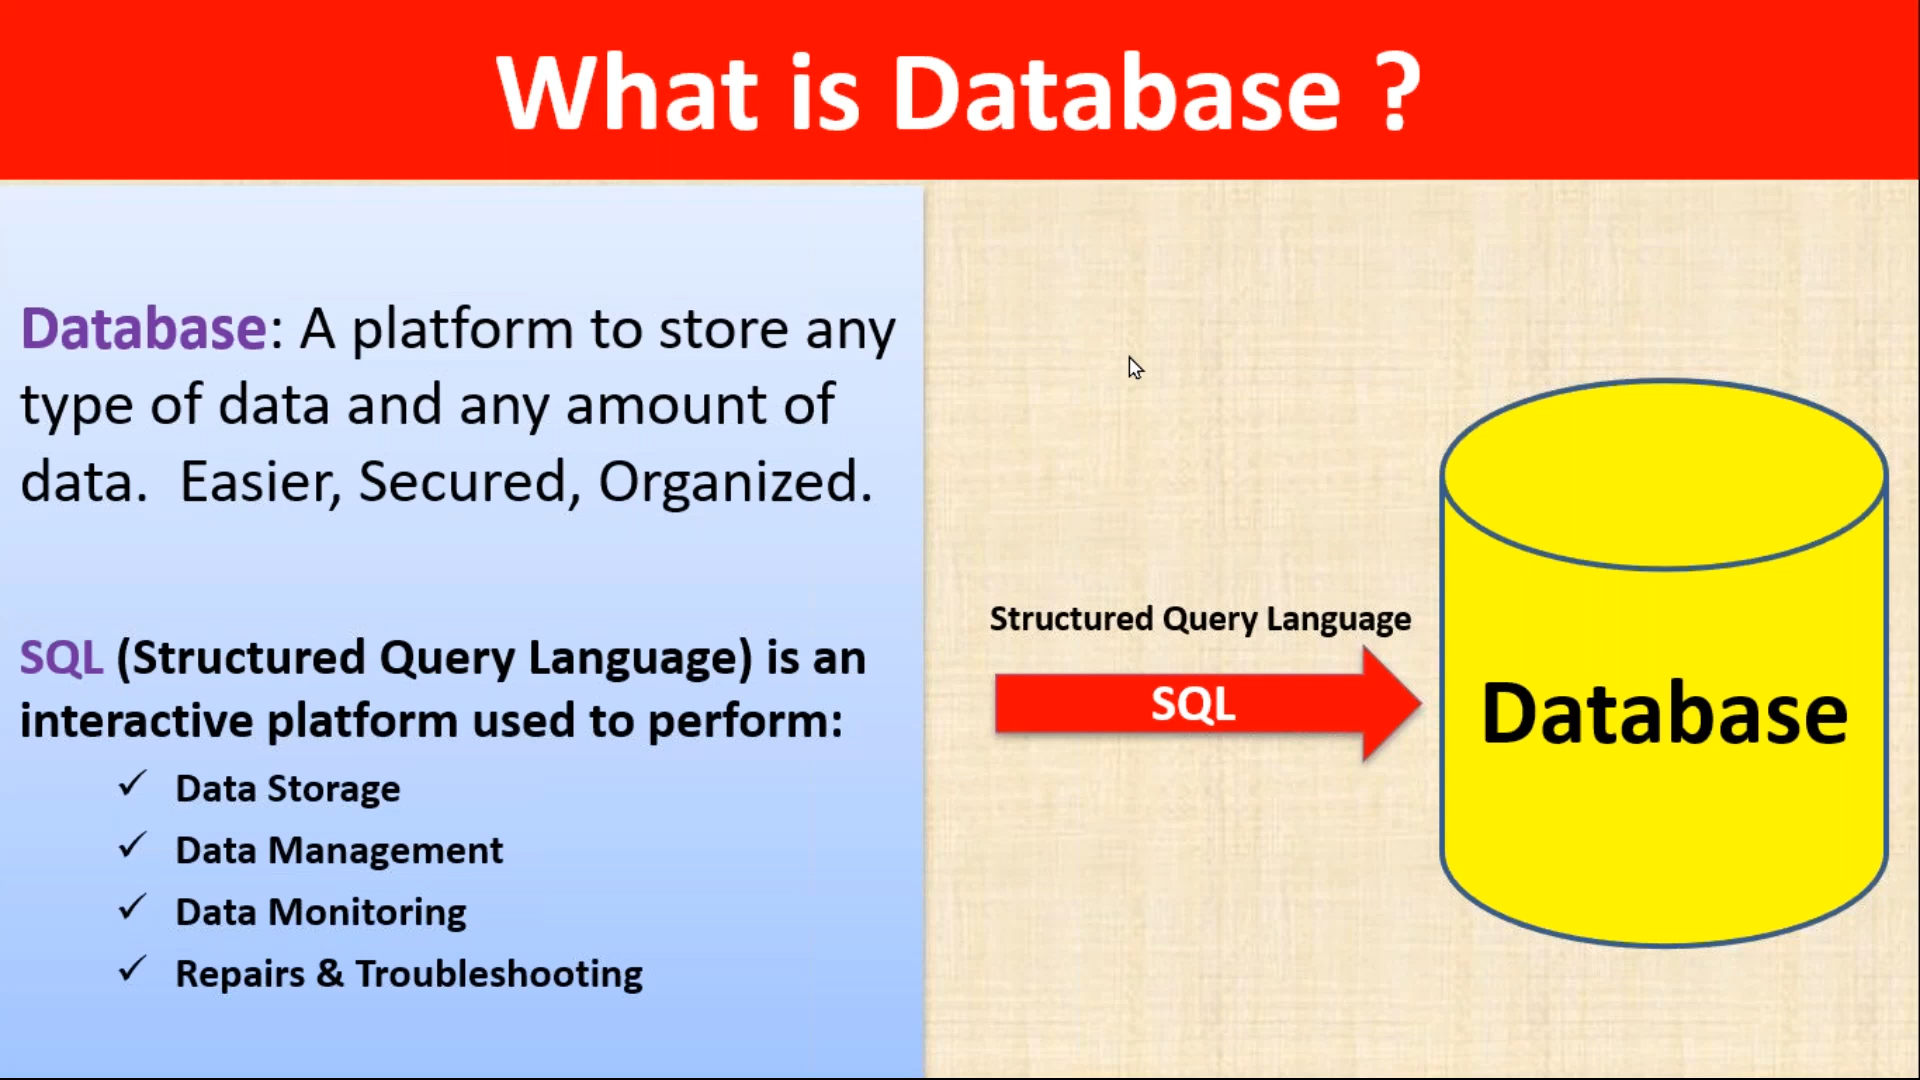 What is Database ?
Database: A platform to store any
type of data and any amount of
data.  Easier, Secured, Organized.
SQL (Structured Query Language) is an
interactive platform used to perform:
✓ Data Storage
✓ Data Management
✓ Data Monitoring
✓ Repairs & Troubleshooting
Structured Query Language
SQL
Database